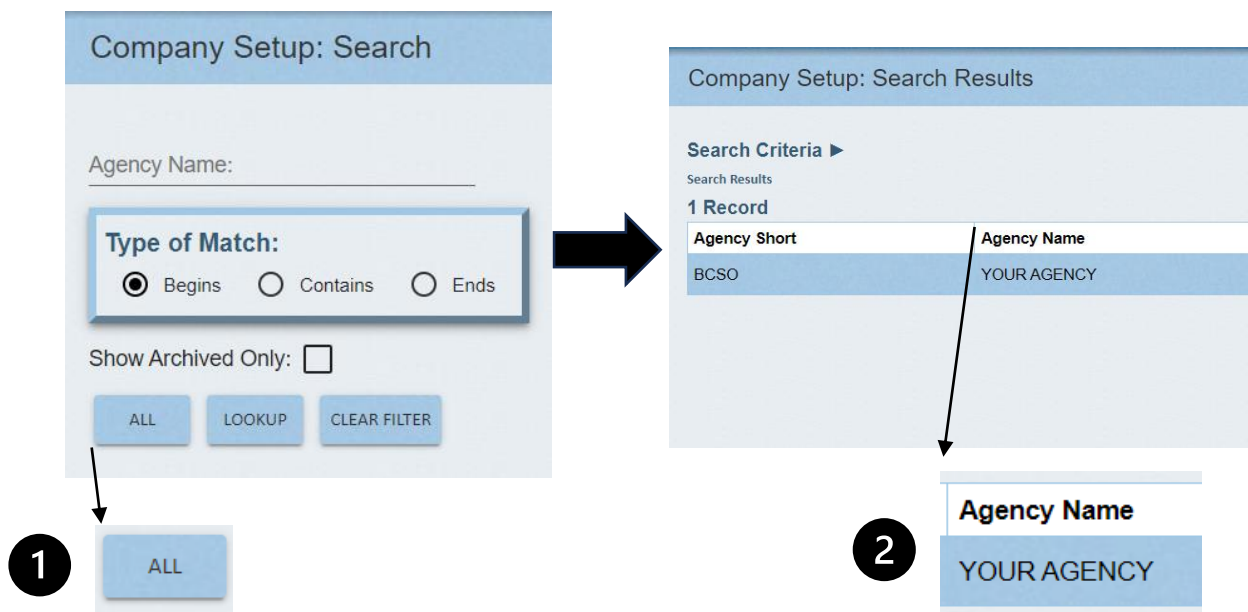 Company Setup: Search
Agency Name:
Type of Match:
Begins Contains Ends
Show Archived Only:
ALL LOOKUP CLEAR FILTER
1 ALL
Company Setup: Search Results
Search Criteria ►
Search Results
1 Record
Agency Short Agency Name
BCSO YOUR AGENCY
2
Agency Name
YOUR AGENCY